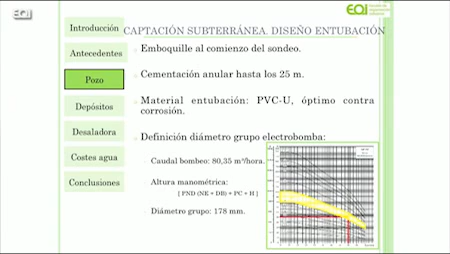 EOI
EOI
CAPTACIÓN SUBTERRÁNEA. DISEÑO ENTUBACIÓN
Introducción
Antecedentes
Pozo
Depósitos
Desaladora
Costes agua
Conclusiones
Emboquille al comienzo del sondeo.
Cementación anular hasta los 25 m.
Material entubación: PVC-U, óptimo contra
corrosión.
Definición diámetro grupo electrobomba:
Caudal bombeo: 80,35 m³/hora.
Altura manométrica:
[ PND (NE + DB) + PC + H ]
Diámetro grupo: 178 mm.